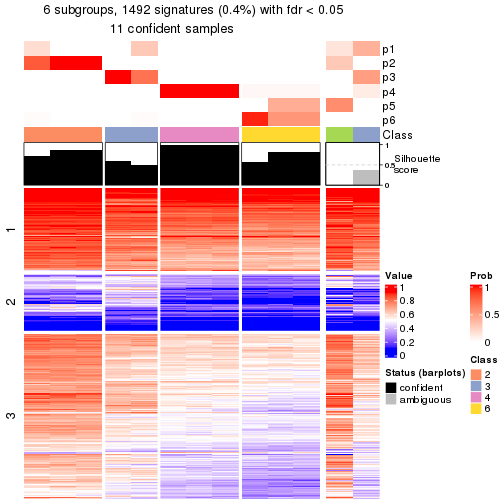 6 subgroups, 1492 signatures (0.4%) with fdr < 0.05
11 confident samples
p1
p2
p3
p4
p5
p6
Class
1
0.5
0
Silhouette
score
1
2
3
Value
1
0.8
0.6
0.4
0.2
0
Status (barplots)
confident
ambiguous
Prob
1
0.5
0
Class
2
3
4
6